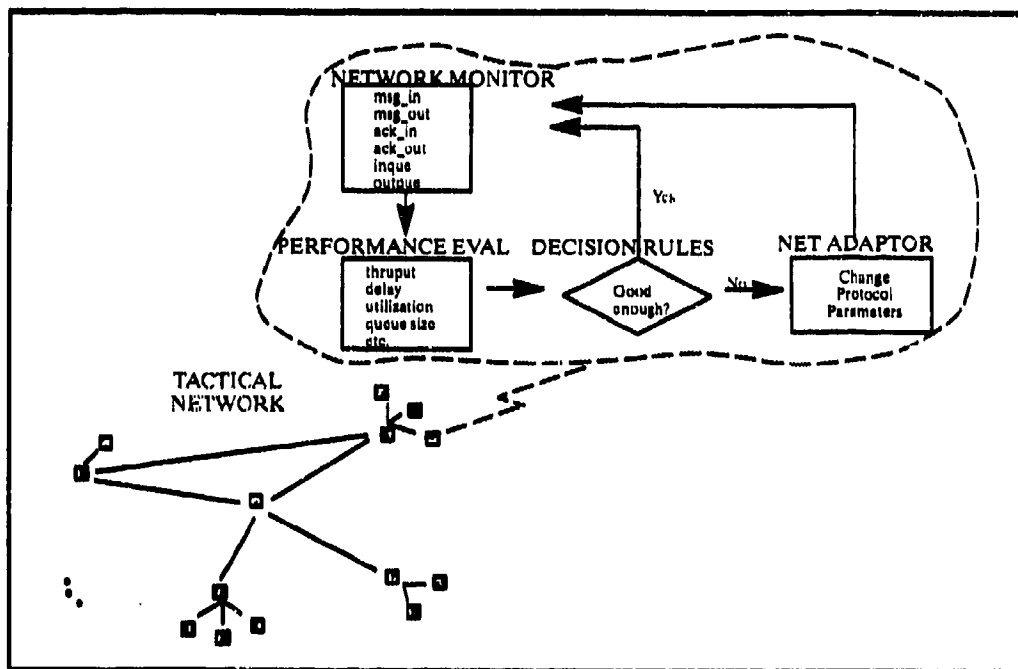 NETWORK MONITOR
msg_in
msg_out
ack_in
ack_out
inque
outque
Yes
PERFORMANCE EVAL
thruput
delay
utilization
queue size
etc.
DECISION RULES
Good
enough?
No
NET ADAPTOR
Change
Protocol
Parameters
TACTICAL
NETWORK